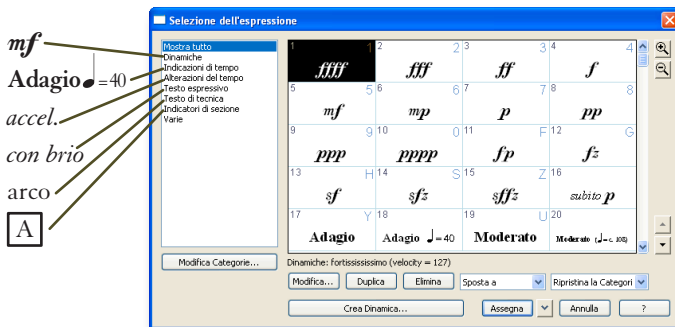 Selezione dell'espressione
mf
Adagio ♩=40
accel.
con brio
arco
A
Mostra tutto
Dinamiche
Indicazioni di tempo
Alterazioni del tempo
Testo espressivo
Testo di tecnica
Indicatori di sezione
Varie
1 1 2 2 3 3 4 4
ffff fff ff f
5 5 6 6 7 7 8 8
mf mp p pp
9 9 10 0 11 F 12 G
ppp pppp fp fz
13 H 14 S 15 Z 16
sf sfz sffz subito p
17 Y 18 19 U 20
Adagio Adagio ♩=40 Moderato Moderato (♩=c. 108)
Modifica Categorie...
Dinamiche: fortissississimo (velocity = 127)
Modifica... Duplica Elimina Sposta a Ripristina la Categori
Crea Dinamica... Assegna Annulla ?